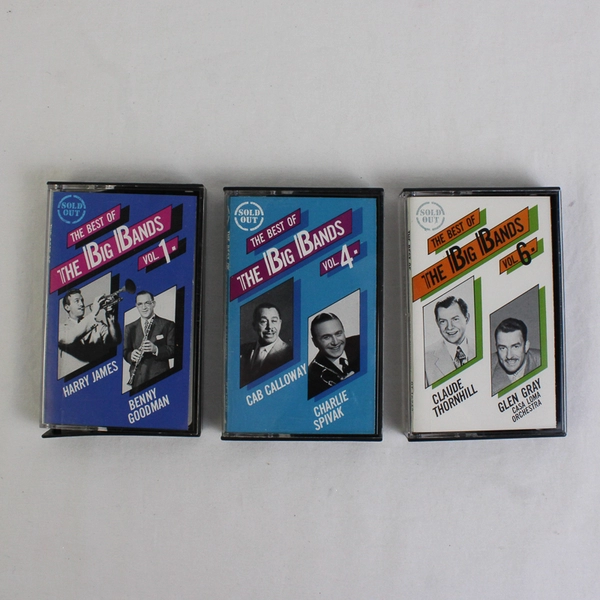 SOLD
OUT
THE BEST OF
THE BIG BANDS
VOL. 1.
HARRY JAMES
BENNY
GOODMAN
SOLD
OUT
THE BEST OF
THE BIG BANDS
VOL. 4.
CAB CALLOWAY
CHARLIE
SPIVAK
SOLD
OUT
THE BEST OF
THE BIG BANDS
VOL. 6.
CLAUDE
THORNHILL
GLEN GRAY
CASA LOMA
ORCHESTRA